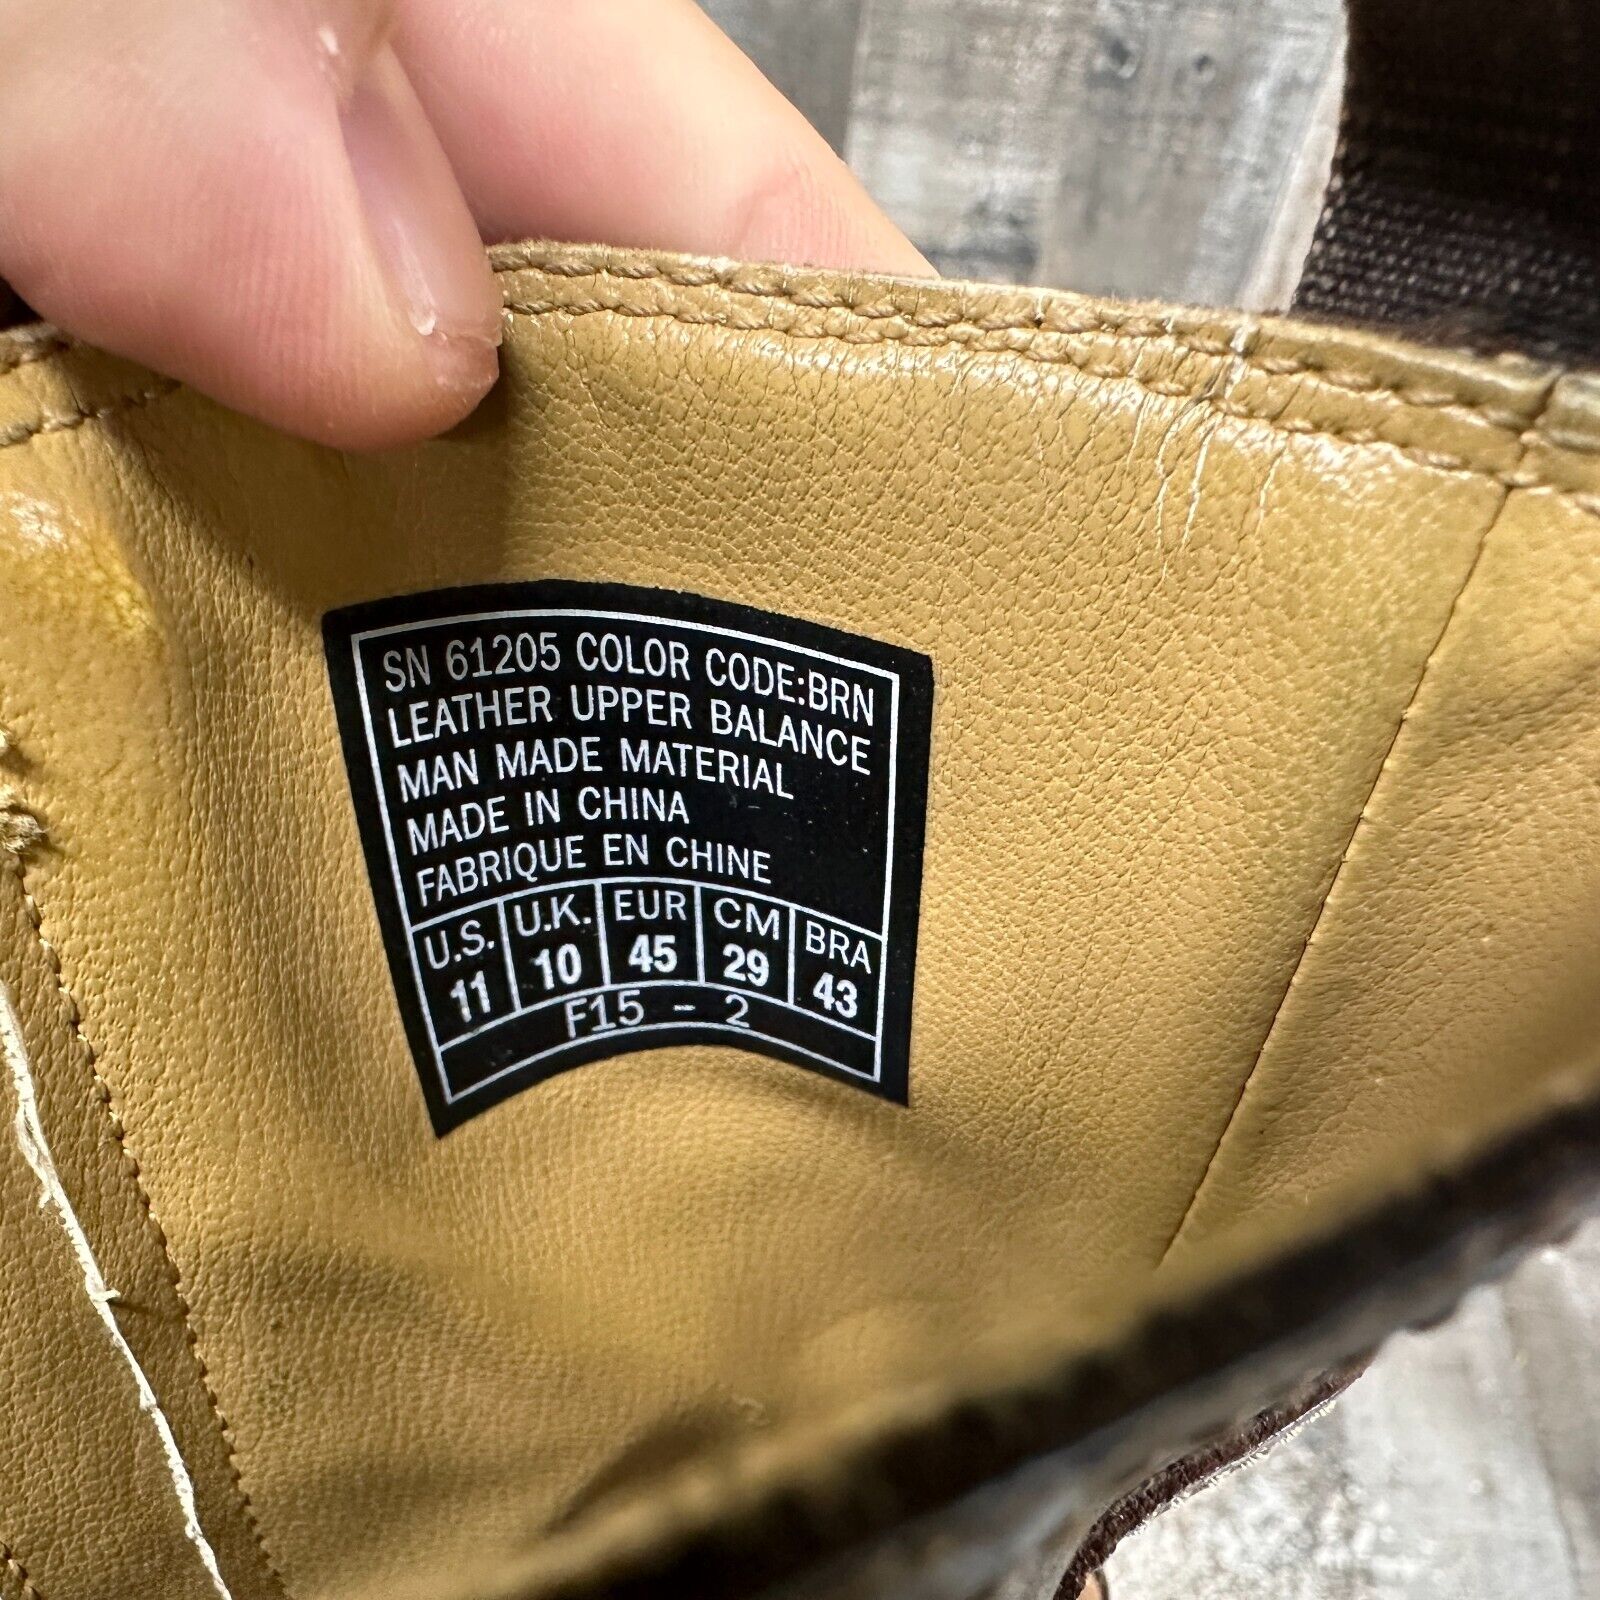 SN 61205 COLOR CODE:BRN
LEATHER UPPER BALANCE
MAN MADE MATERIAL
MADE IN CHINA
FABRIQUE EN CHINE
U.S. U.K. EUR CM BRA
11 10 45 29 43
F15 - 2